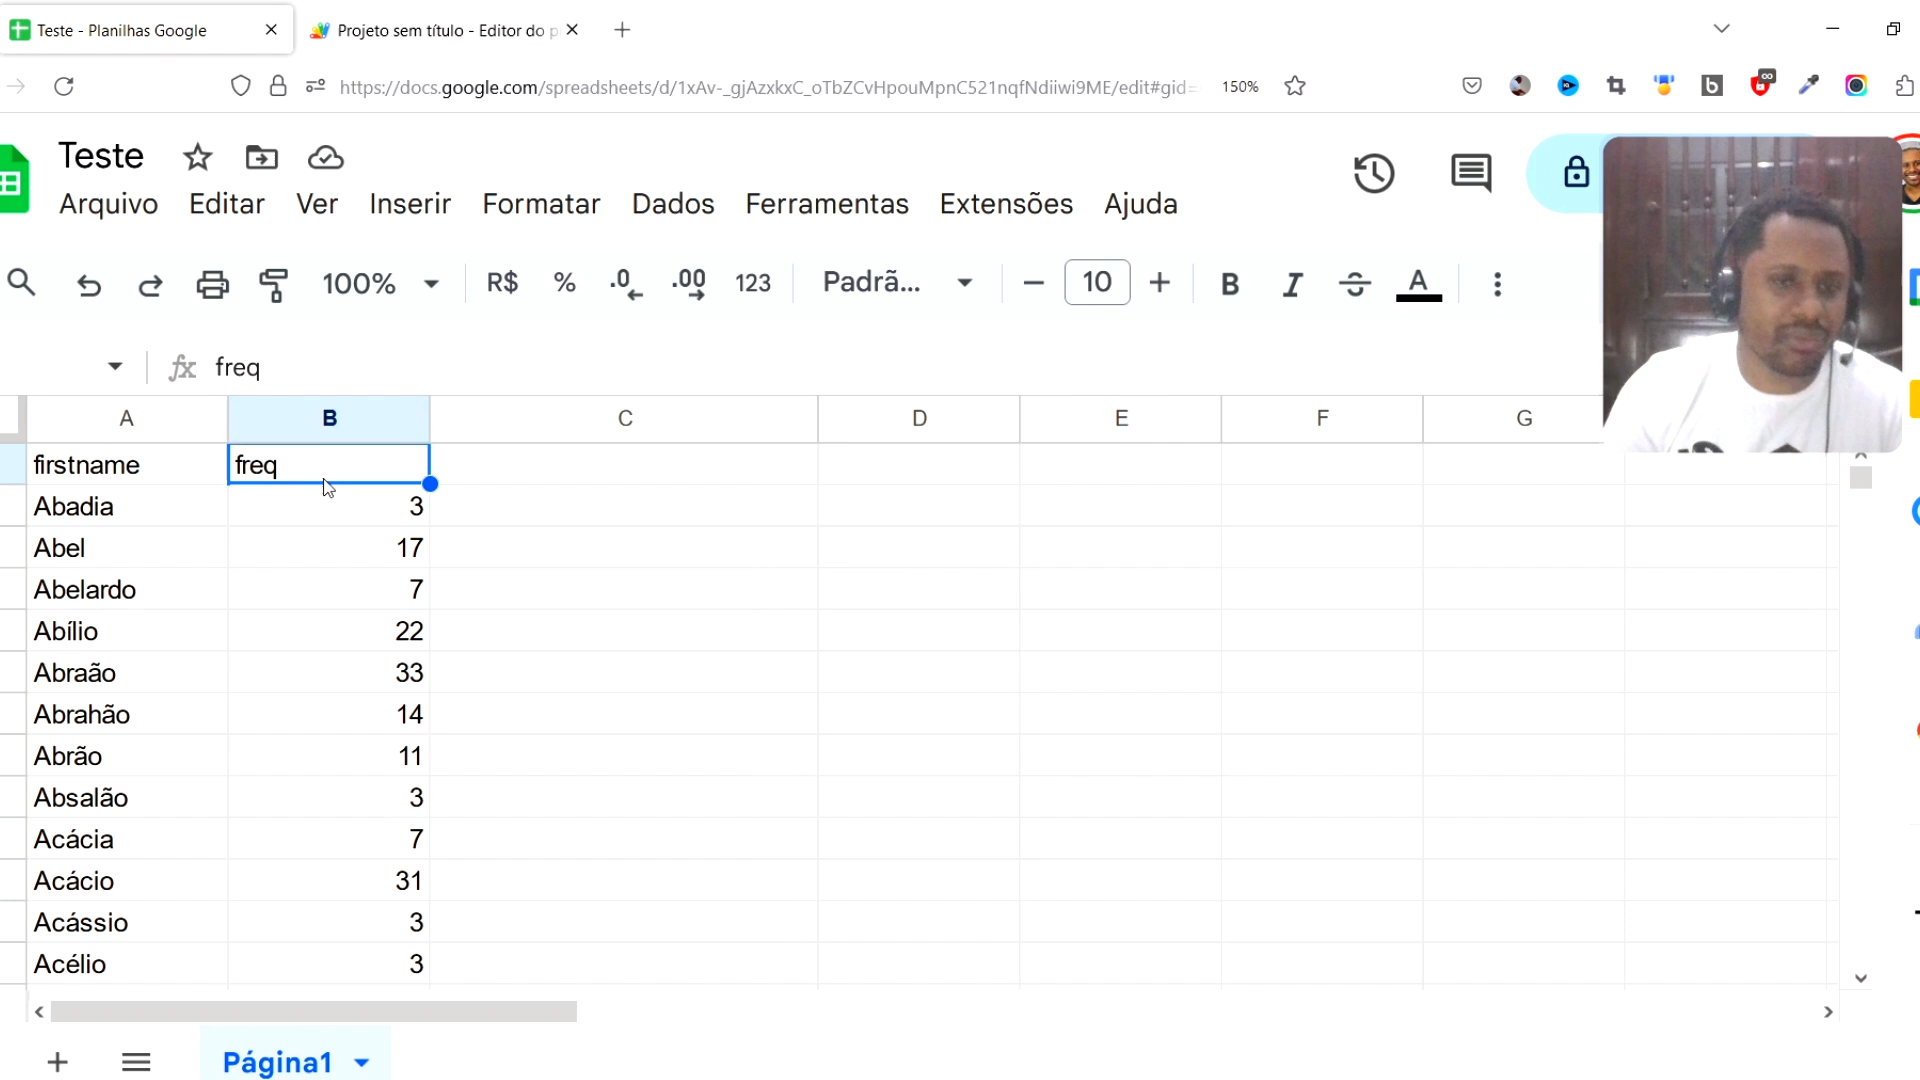 Teste - Planilhas Google
Projeto sem título - Editor do p
https://docs.google.com/spreadsheets/d/1xAv-_gjAzxkxC_oTbZCvHpouMpnC521nqfNdiiwi9ME/edit#gid=
150%
Teste
Arquivo Editar Ver Inserir Formatar Dados Ferramentas Extensões Ajuda
100% R$ % .0 .00 123 Padrã... 10 B I S A
fx freq
A B C D E F G
firstname freq
Abadia 3
Abel 17
Abelardo 7
Abílio 22
Abraão 33
Abrahão 14
Abrão 11
Absalão 3
Acácia 7
Acácio 31
Acássio 3
Acélio 3
Página1